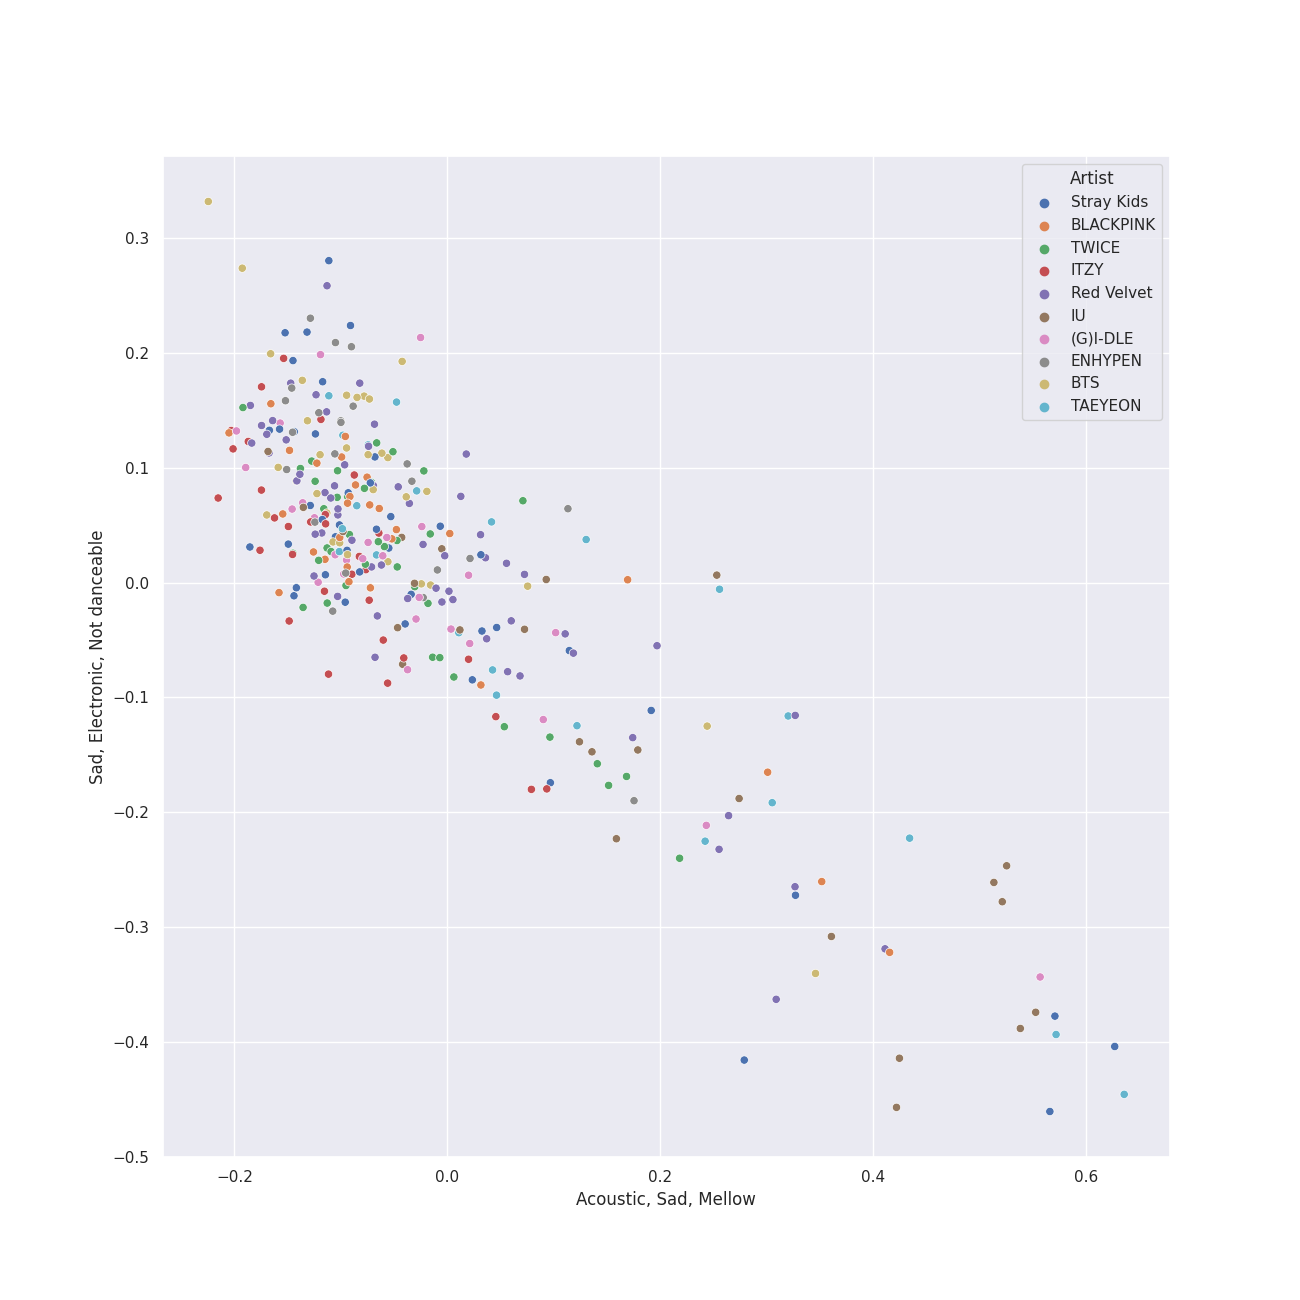 Artist
Stray Kids
BLACKPINK
TWICE
ITZY
Red Velvet
IU
(G)I-DLE
ENHYPEN
BTS
TAEYEON
0.3
0.2
0.1
0.0
−0.1
−0.2
−0.3
−0.4
−0.5
Sad, Electronic, Not danceable
−0.2 0.0 0.2 0.4 0.6
Acoustic, Sad, Mellow